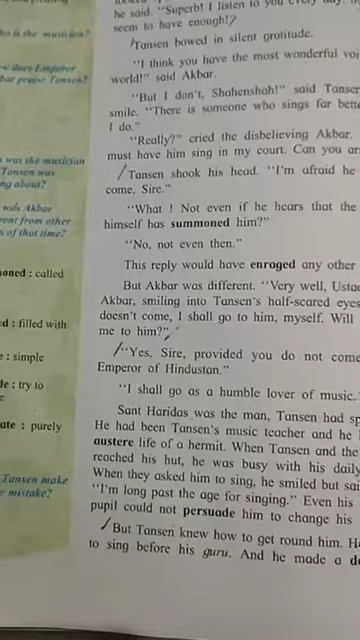 he said. "Superb! I listen to you every day.
seem to have enough!"
Tansen bowed in silent gratitude.
"I think you have the most wonderful voi
world!" said Akbar.
"But I don't, Shahenshah!" said Tansen
smile. "There is someone who sings far bette
I do."
"Really?" cried the disbelieving Akbar.
must have him sing in my court. Can you ar
Tansen shook his head. "I'm afraid he
come, Sire."
"What ! Not even if he hears that the
himself has summoned him?"
"No, not even then."
This reply would have enraged any other
But Akbar was different. "Very well, Ustad
Akbar, smiling into Tansen's half-scared eyes
doesn't come, I shall go to him, myself. Will
me to him?"
"Yes, Sire, provided you do not come
Emperor of Hindustan."
"I shall go as a humble lover of music."
Sant Haridas was the man, Tansen had sp
He had been Tansen's music teacher and he
austere life of a hermit. When Tansen and the
reached his hut, he was busy with his daily
When they asked him to sing, he smiled but sai
"I'm long past the age for singing." Even his
pupil could not persuade him to change his
But Tansen knew how to get round him. H
to sing before his guru. And he made a d
is the musician?
w does Emperor
bar praise Tansen?
was the musician
Tansen was
ng about?
was Akbar
rent from other
s of that time?
oned : called
ed : filled with
e : simple
de : try to
e
ate : purely
Tansen make
e mistake?